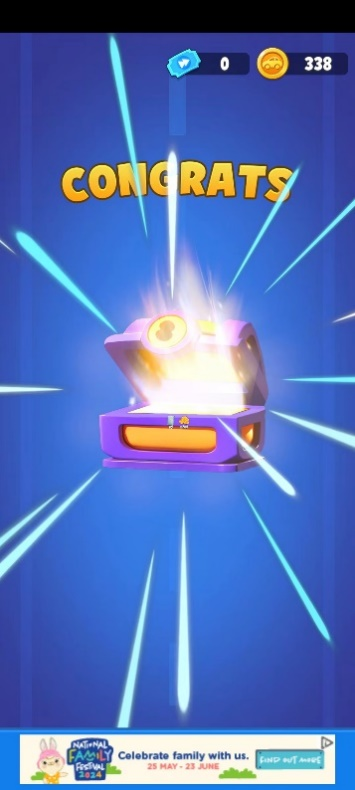 0
338
CONGRATS
NATIONAL
FAMILY
FESTIVAL
2024
Celebrate family with us.
25 MAY - 23 JUNE
FIND OUT MORE